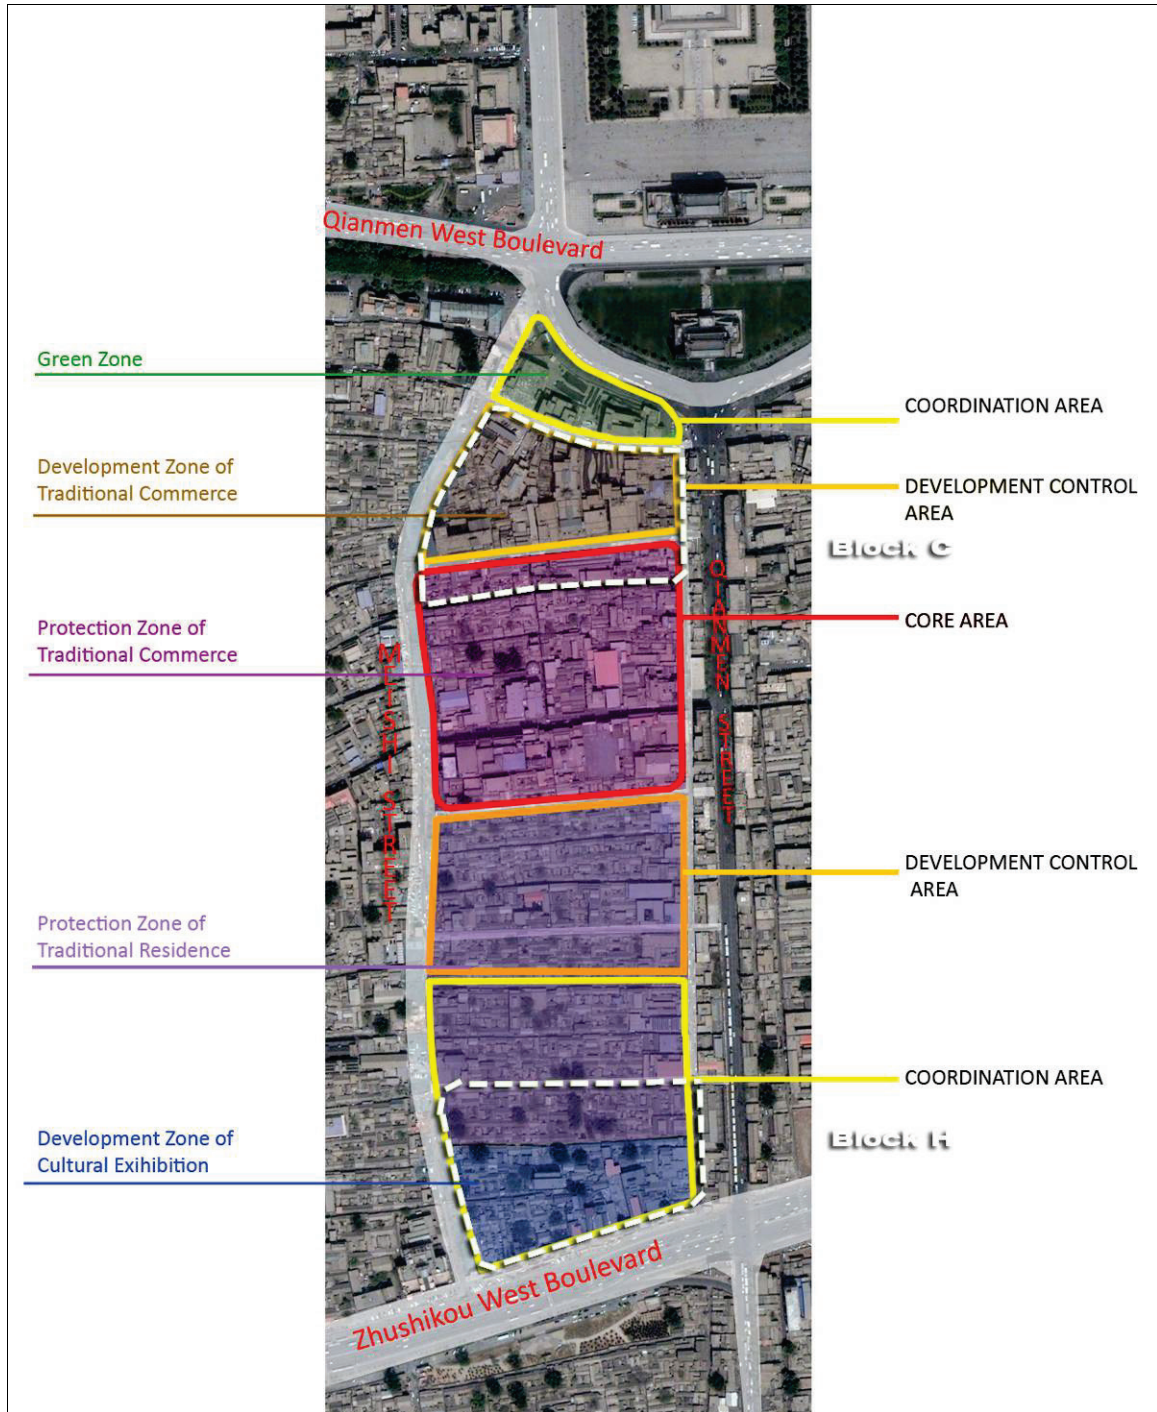 Qianmen West Boulevard
Green Zone
COORDINATION AREA
Development Zone of
Traditional Commerce
DEVELOPMENT CONTROL
AREA
Block C
QIANMEN STREET
Protection Zone of
Traditional Commerce
CORE AREA
MEISHI STREET
DEVELOPMENT CONTROL
AREA
Protection Zone of
Traditional Residence
COORDINATION AREA
Development Zone of
Cultural Exihibition
Block H
Zhushikou West Boulevard